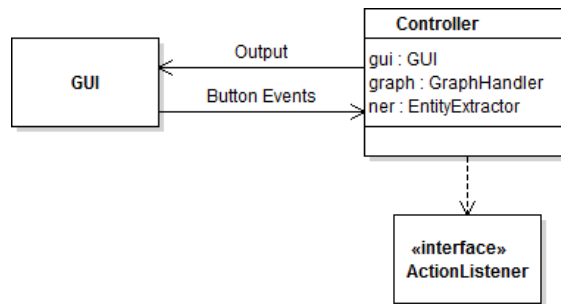 Controller
Output
gui : GUI
GUI
graph : GraphHandler
Button Events
ner : EntityExtractor
«interface»
ActionListener